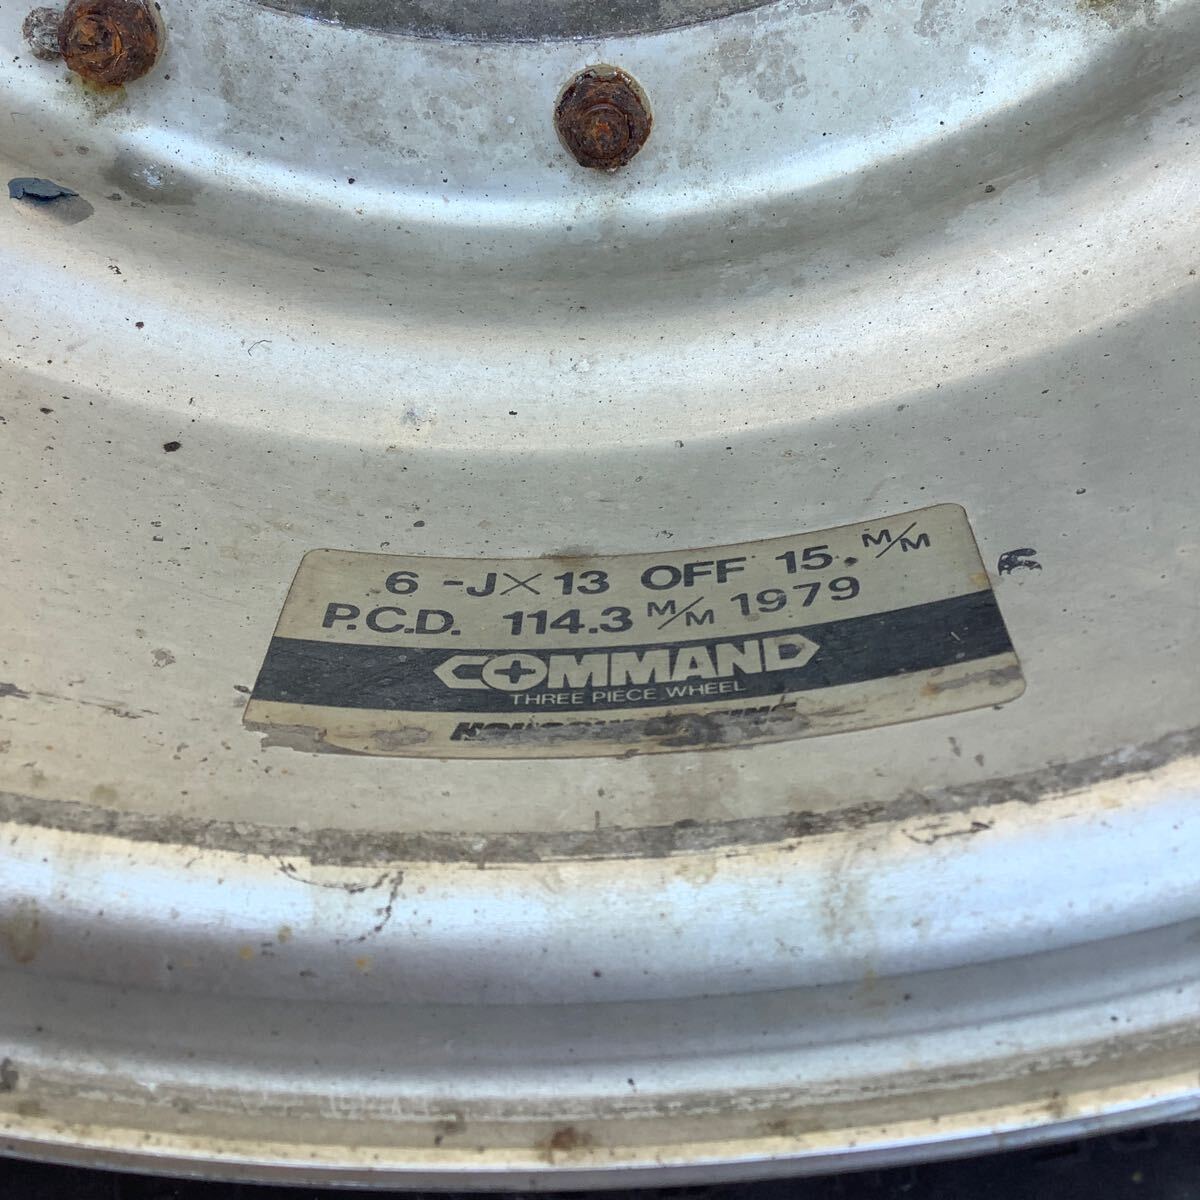 6 -J×13 OFF 15. M/M
P.C.D. 114.3 M/M 1979
COMMAND
THREE PIECE WHEEL